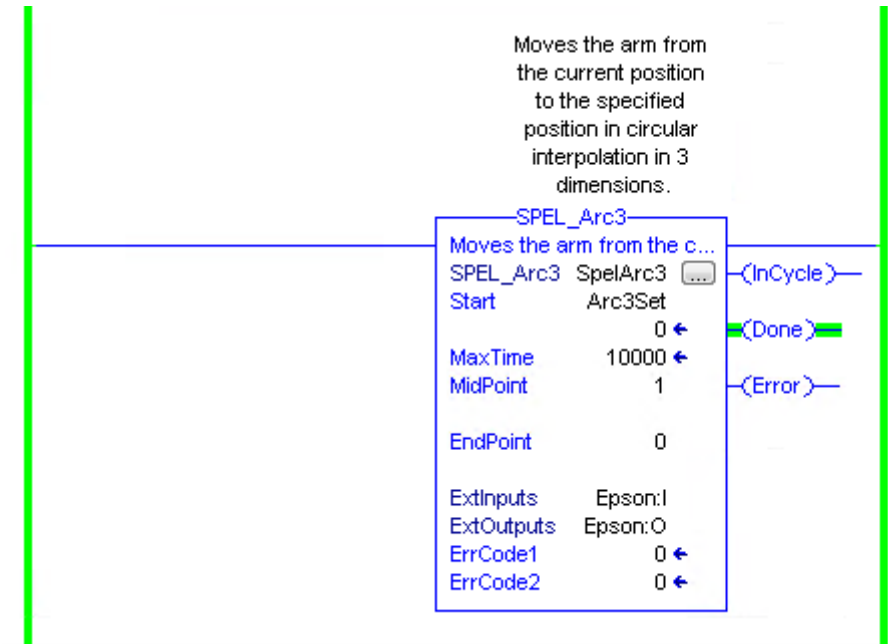 Moves the arm from
the current position
to the specified
position in circular
interpolation in 3
dimensions.
SPEL_Arc3
Moves the arm from the c...
SPEL_Arc3 SpelArc3 ... (InCycle)
Start Arc3Set
0 (Done)
MaxTime 10000
MidPoint 1 (Error)
EndPoint 0
ExtInputs Epson:I
ExtOutputs Epson:O
ErrCode1 0
ErrCode2 0